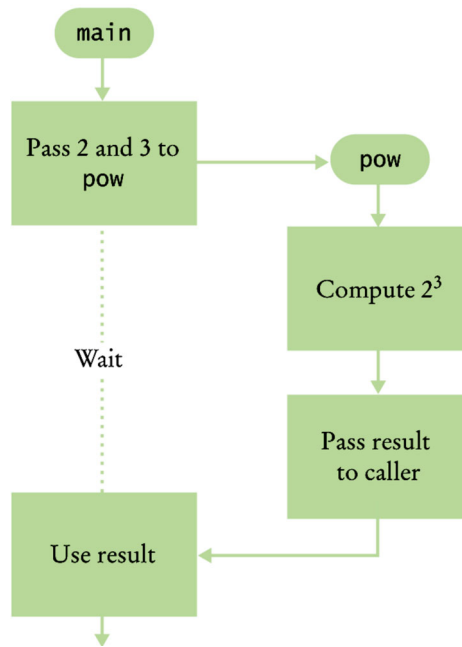 main
Pass 2 and 3 to
pow
pow
Compute 2³
Wait
Pass result
to caller
Use result